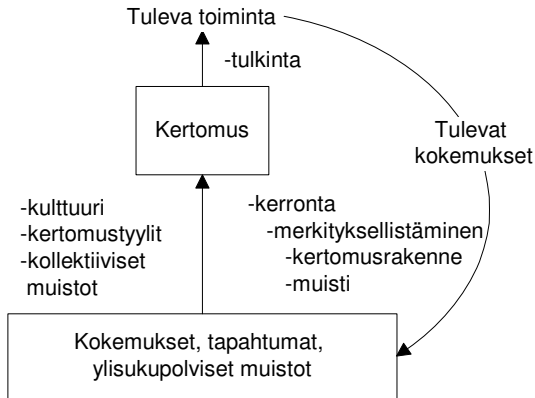 Tuleva toiminta
-tulkinta
Kertomus
Tulevat
kokemukset
-kulttuuri
-kertomustyylit
-kollektiiviset
muistot
-kerronta
-merkityksellistäminen
-kertomusrakenne
-muisti
Kokemukset, tapahtumat,
ylisukupolviset muistot